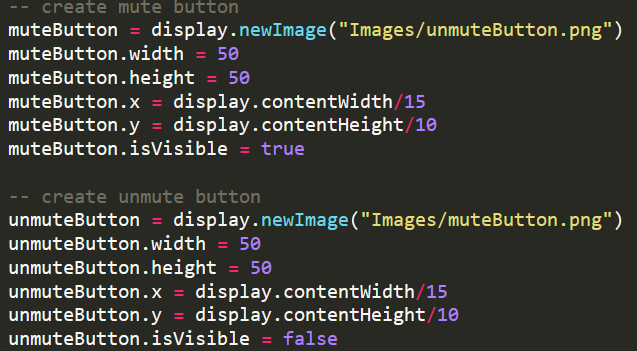 -- create mute button
muteButton = display.newImage("Images/unmuteButton.png")
muteButton.width = 50
muteButton.height = 50
muteButton.x = display.contentWidth/15
muteButton.y = display.contentHeight/10
muteButton.isVisible = true
-- create unmute button
unmuteButton = display.newImage("Images/muteButton.png")
unmuteButton.width = 50
unmuteButton.height = 50
unmuteButton.x = display.contentWidth/15
unmuteButton.y = display.contentHeight/10
unmuteButton.isVisible = false